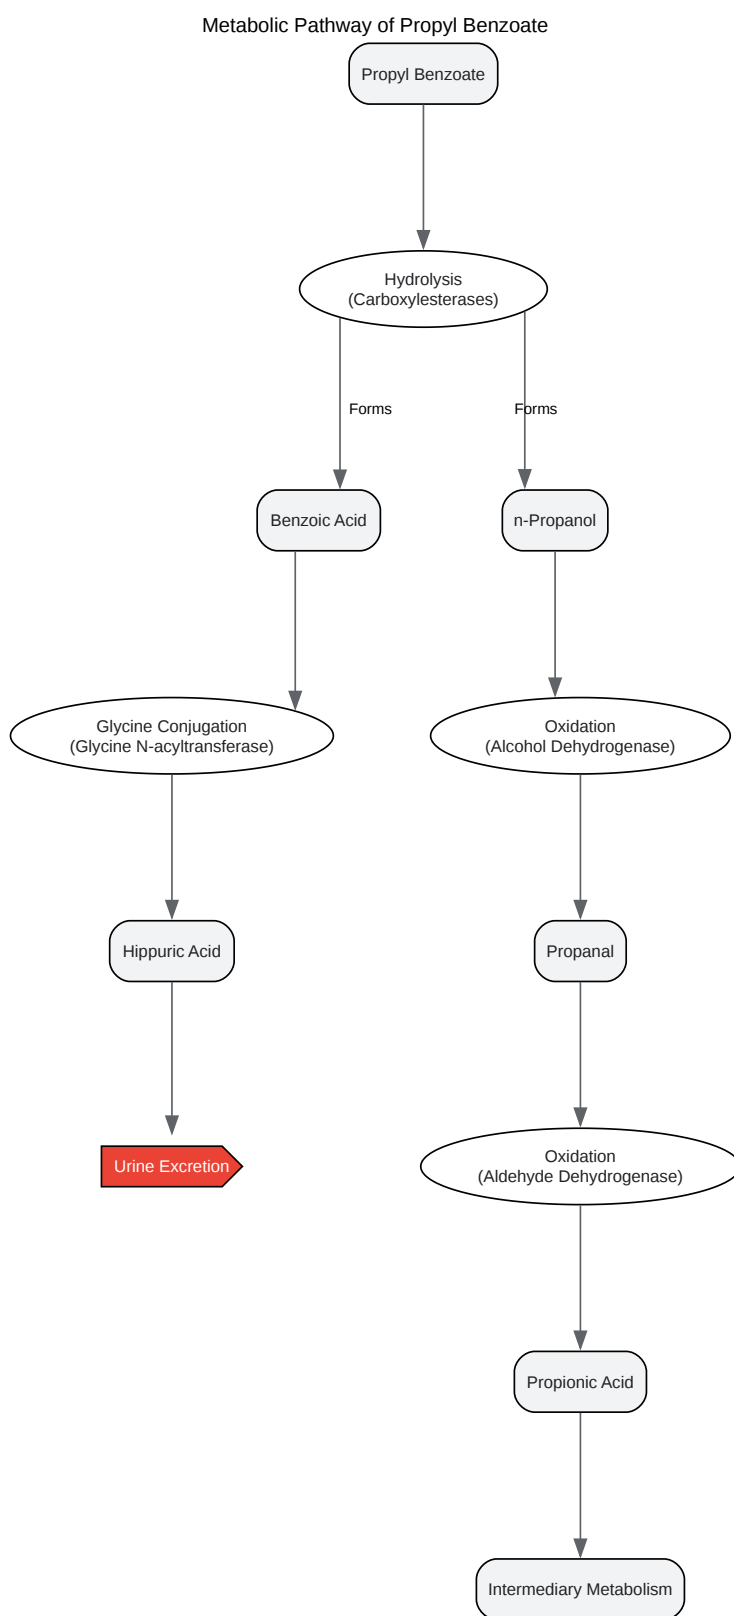 Metabolic Pathway of Propyl Benzoate
Propyl Benzoate
Hydrolysis
(Carboxylesterases)
Forms
Forms
Benzoic Acid
n-Propanol
Glycine Conjugation
(Glycine N-acyltransferase)
Oxidation
(Alcohol Dehydrogenase)
Hippuric Acid
Propanal
Urine Excretion
Oxidation
(Aldehyde Dehydrogenase)
Propionic Acid
Intermediary Metabolism